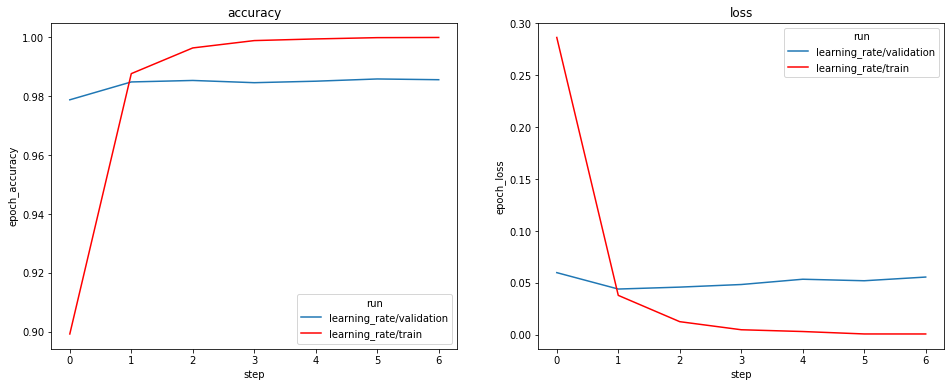 accuracy
1.00
0.98
0.96
0.94
0.92
0.90
epoch_accuracy
0 1 2 3 4 5 6
step
run
learning_rate/validation
learning_rate/train
loss
0.30
0.25
0.20
0.15
0.10
0.05
0.00
epoch_loss
0 1 2 3 4 5 6
step
run
learning_rate/validation
learning_rate/train